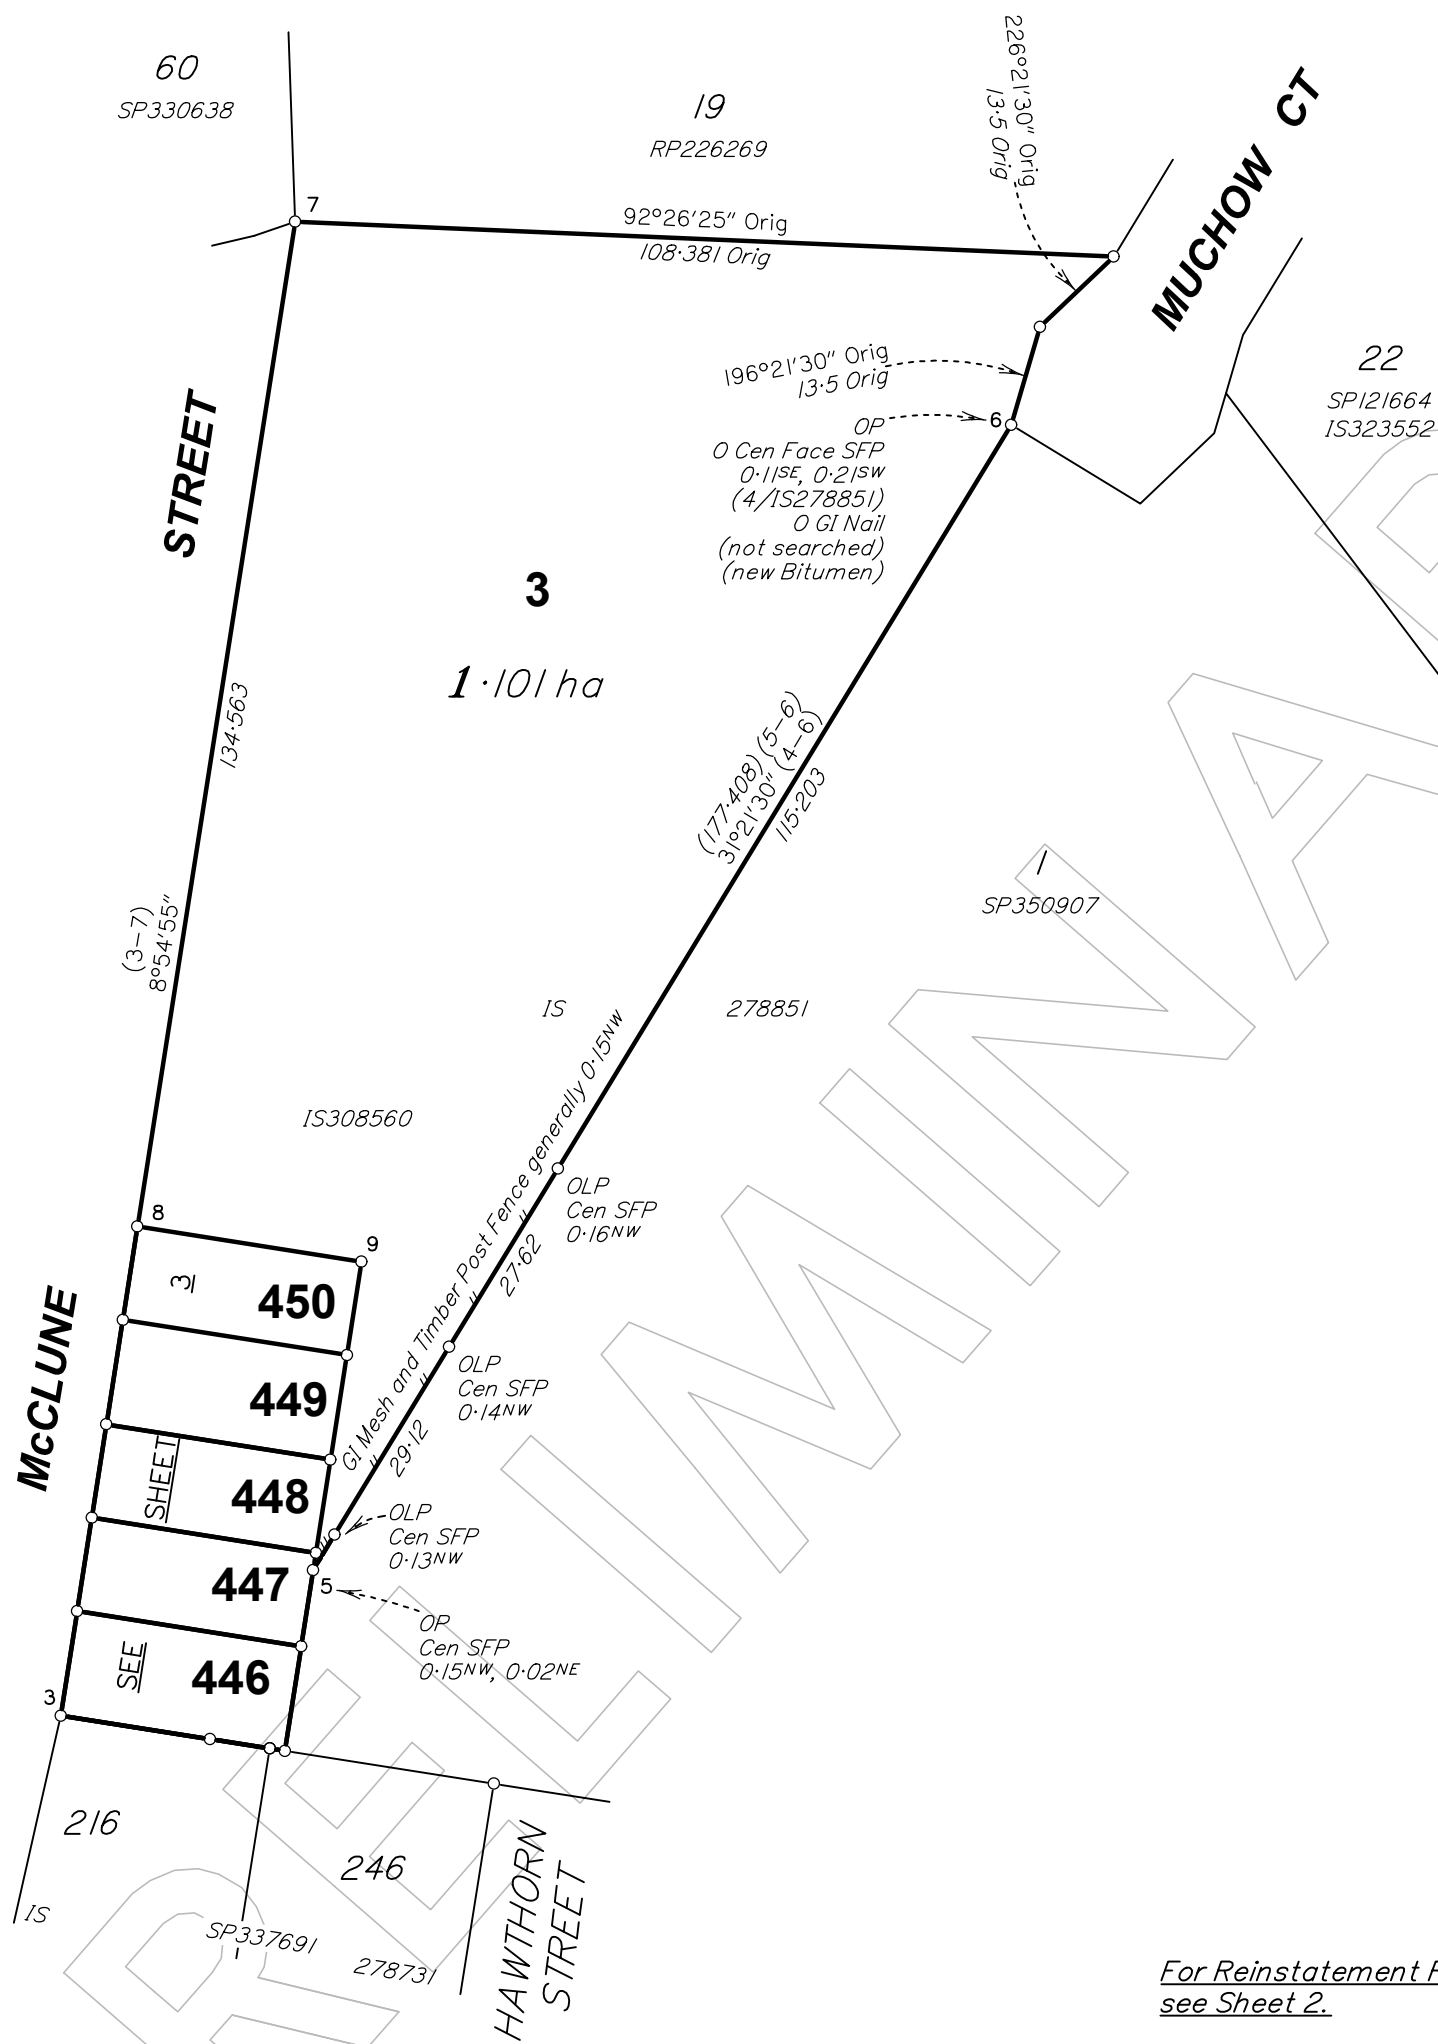 60
SP330638
19
RP226269
226°21'30" Orig
13·5 Orig
MUCHOW CT
7
92°26'25" Orig
108·381 Orig
196°21'30" Orig
13·5 Orig
22
SP121664
IS323552
6
OP
O Cen Face SFP
0·11SE, 0·21SW
(4/IS278851)
O GI Nail
(not searched)
(new Bitumen)
STREET
3
1·101 ha
134·563
(177·408) (5-6)
31°21'30" (4-6)
115·203
1
SP350907
(3-7)
8°54'55"
IS
278851
IS308560
GI Mesh and Timber Post Fence generally 0·15NW
OLP
Cen SFP
0·16NW
27·62
8
9
3
450
McCLUNE
449
OLP
Cen SFP
0·14NW
29·12
SHEET
448
OLP
Cen SFP
0·13NW
447
5
OP
Cen SFP
0·15NW, 0·02NE
SEE
446
3
216
246
HAWTHORN
STREET
IS
SP337691
278731
For Reinstatement
see Sheet 2.